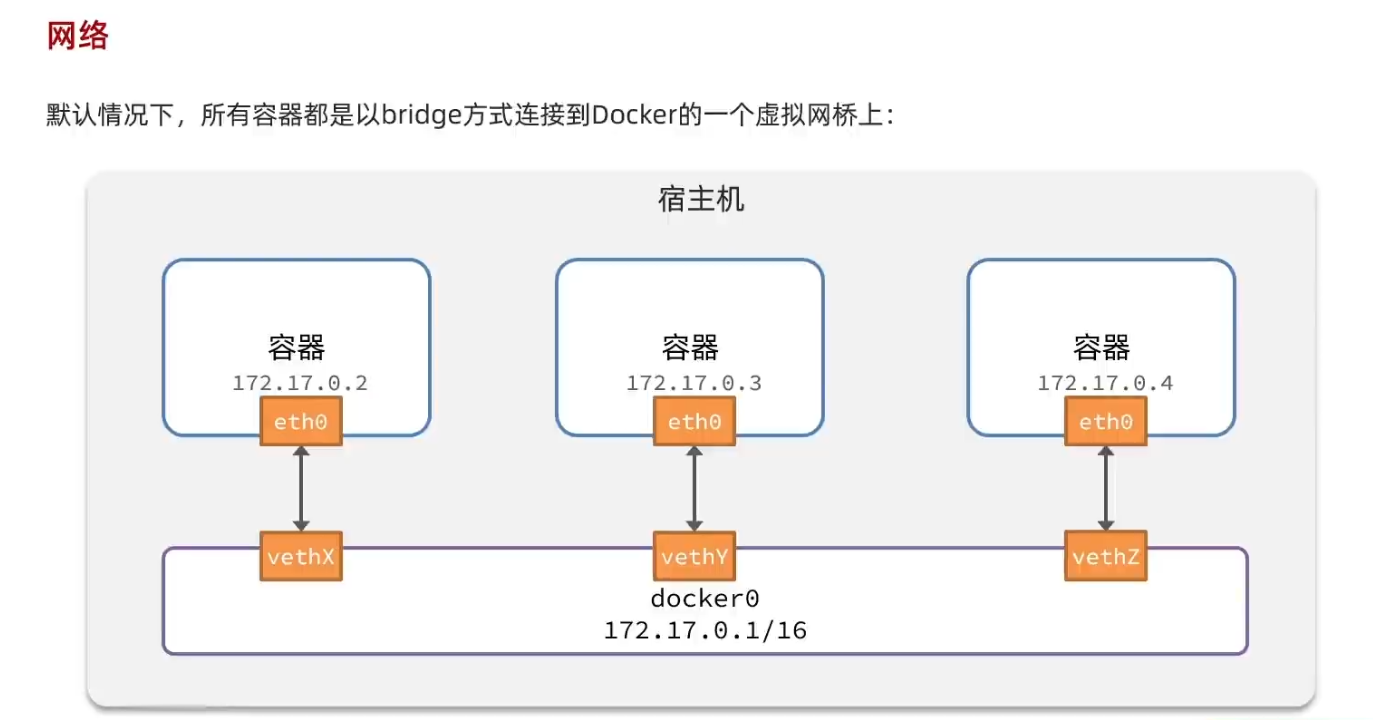 网络
默认情况下，所有容器都是以bridge方式连接到Docker的一个虚拟网桥上：
宿主机
容器
172.17.0.2
eth0
容器
172.17.0.3
eth0
容器
172.17.0.4
eth0
vethX
vethY
vethZ
docker0
172.17.0.1/16